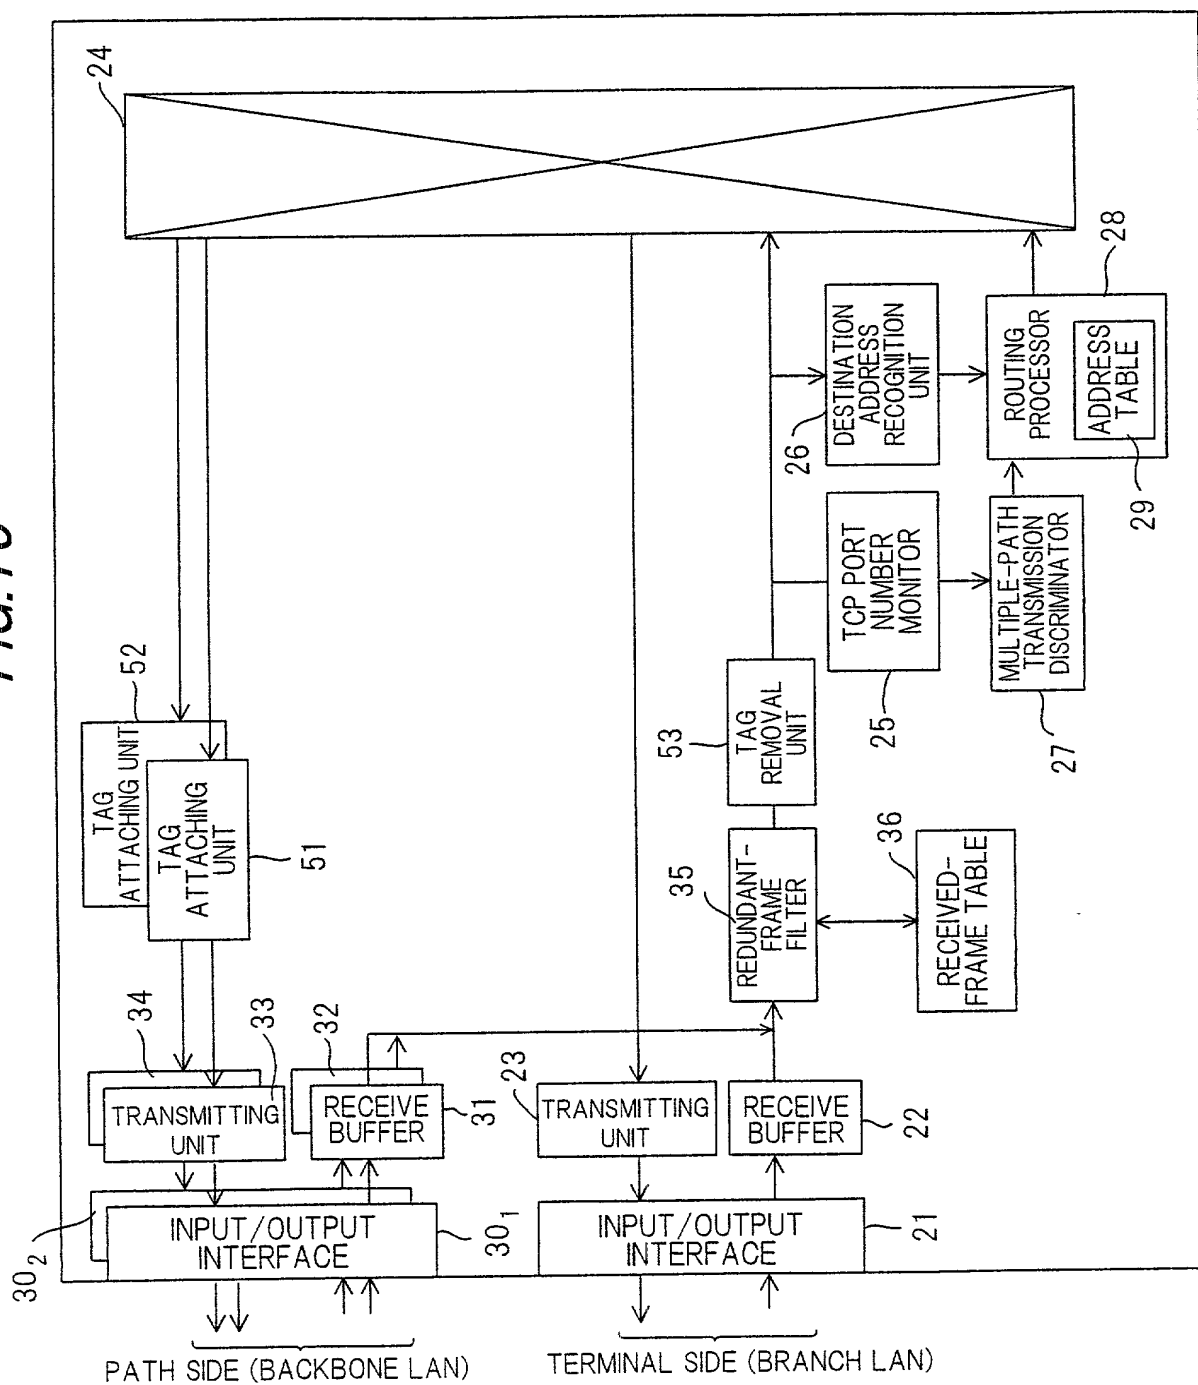 24
52
TAG
ATTACHING UNIT
TAG
ATTACHING
UNIT
51
34
33
TRANSMITTING
UNIT
32
RECEIVE
BUFFER
31
30₂
INPUT/OUTPUT
INTERFACE
30₁
PATH SIDE (BACKBONE LAN)
23
TRANSMITTING
UNIT
RECEIVE
BUFFER
22
INPUT/OUTPUT
INTERFACE
21
TERMINAL SIDE (BRANCH LAN)
35
REDUNDANT-
FRAME
FILTER
36
RECEIVED-
FRAME TABLE
53
TAG
REMOVAL
UNIT
TCP PORT
NUMBER
MONITOR
25
26
DESTINATION
ADDRESS
RECOGNITION
UNIT
MULTIPLE-PATH
TRANSMISSION
DISCRIMINATOR
27
ROUTING
PROCESSOR
28
ADDRESS
TABLE
29